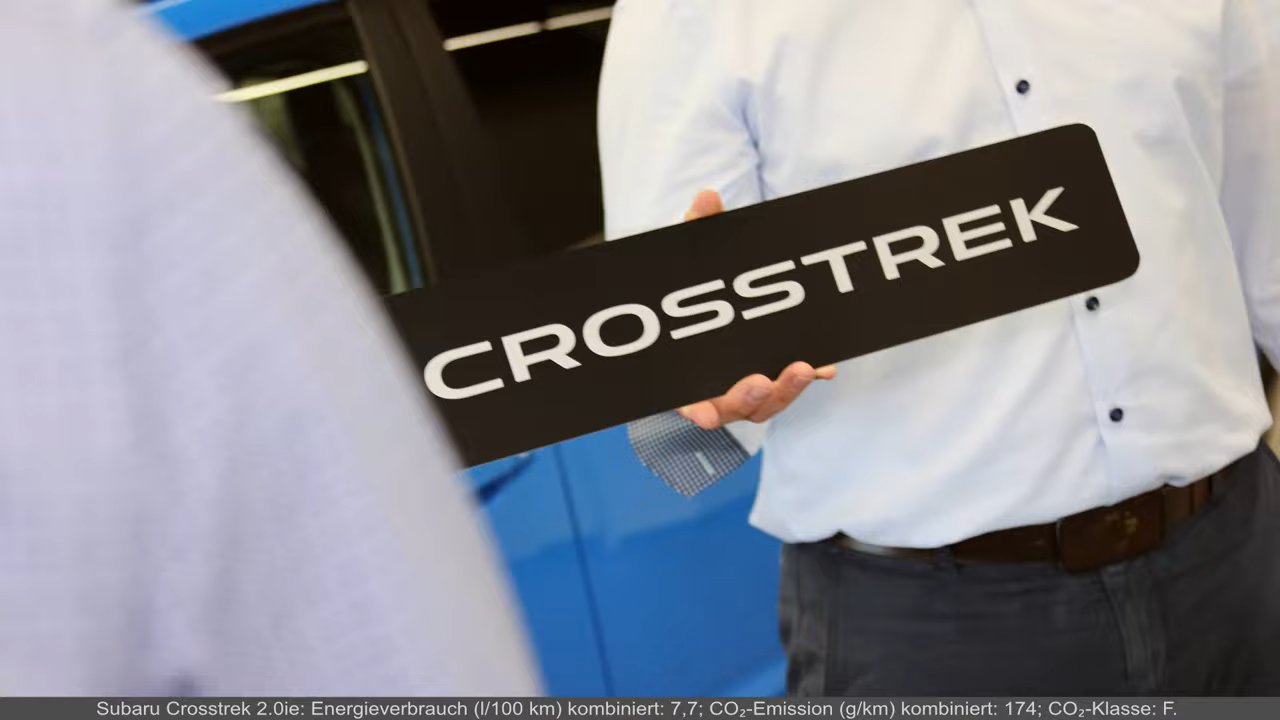 CROSSTREK
Subaru Crosstrek 2.0ie: Energieverbrauch (l/100 km) kombiniert: 7,7; CO₂-Emission (g/km) kombiniert: 174; CO₂-Klasse: F.